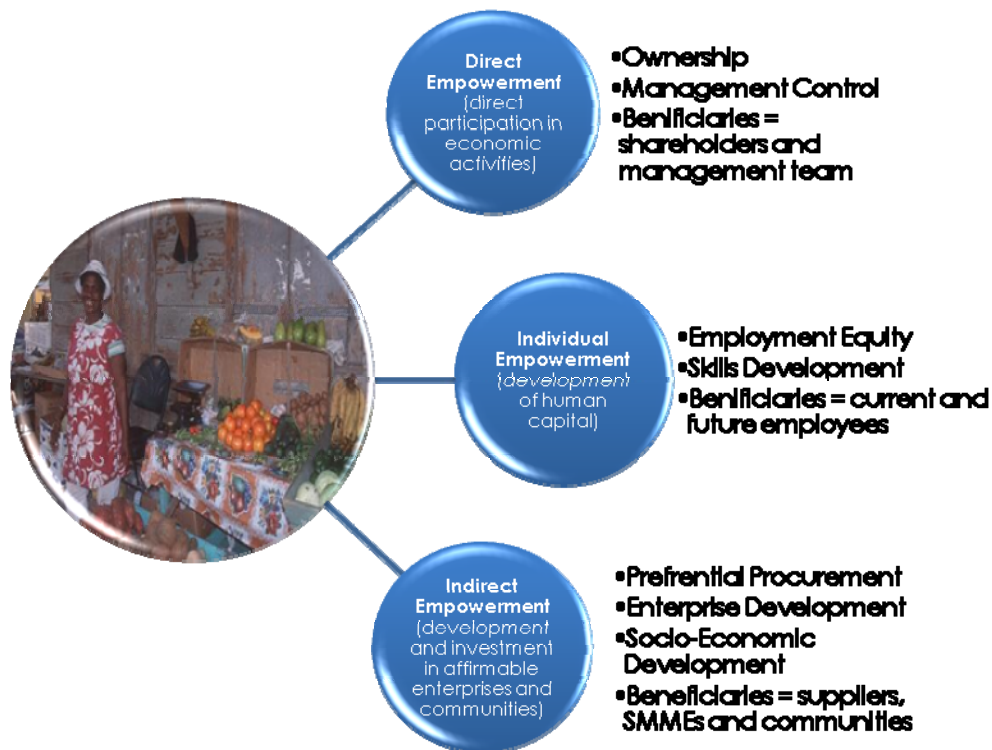 Direct
Empowerment
(direct
participation in
economic
activities)
•Ownership
•Management Control
•Benificiaries =
shareholders and
management team
Individual
Empowerment
(development
of human
capital)
•Employment Equity
•Skills Development
•Benificiaries = current and
future employees
Indirect
Empowerment
(development
and investment
in affirmable
enterprises and
communities)
•Prefrential Procurement
•Enterprise Development
•Socio-Economic
Development
•Beneficiaries = suppliers,
SMMEs and communities